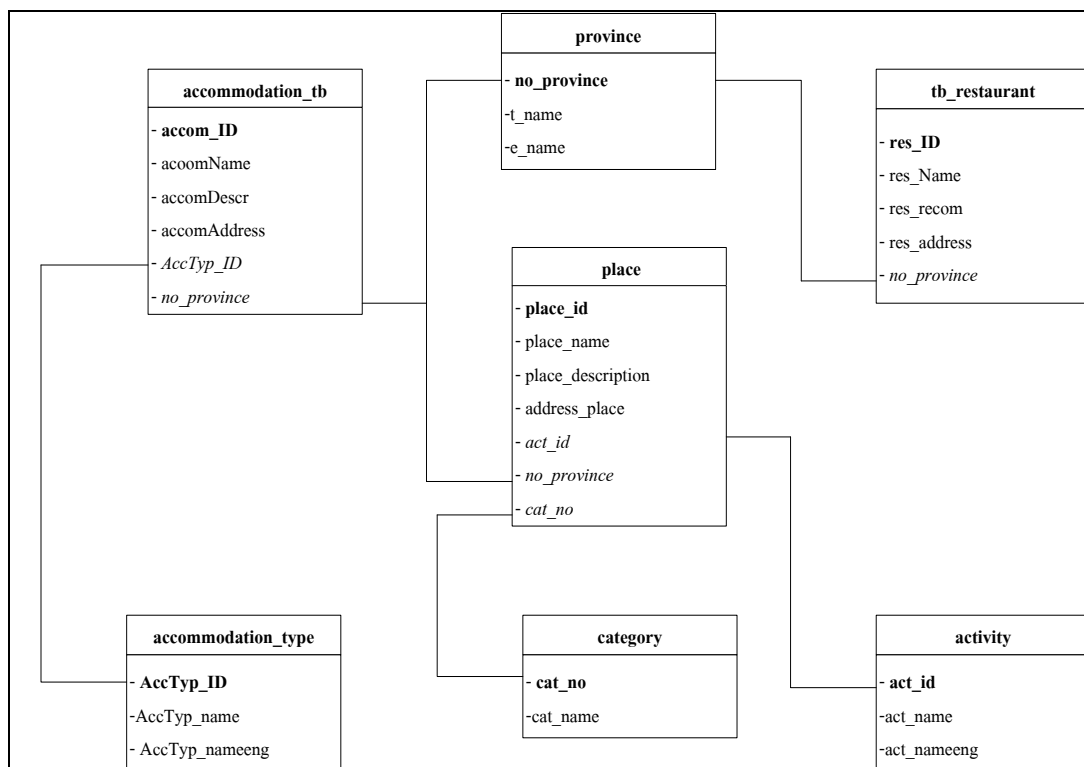 province
- no_province
-t_name
-e_name
accommodation_tb
- accom_ID
- acoomName
- accomDescr
- accomAddress
- AccTyp_ID
- no_province
tb_restaurant
- res_ID
- res_Name
- res_recom
- res_address
- no_province
place
- place_id
- place_name
- place_description
- address_place
- act_id
- no_province
- cat_no
accommodation_type
- AccTyp_ID
-AccTyp_name
- AccTyp_nameeng
category
- cat_no
-cat_name
activity
- act_id
-act_name
-act_nameeng